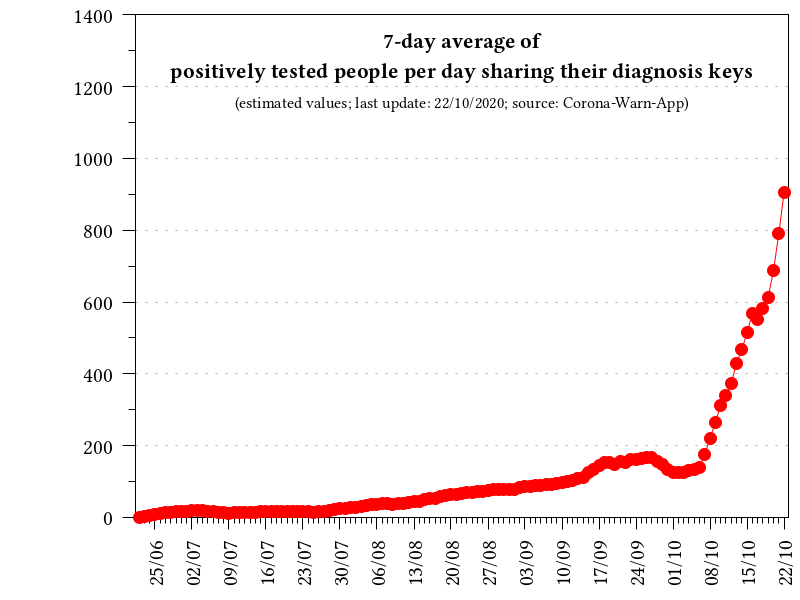 7-day average of
positively tested people per day sharing their diagnosis keys
(estimated values; last update: 22/10/2020; source: Corona-Warn-App)
1400
1200
1000
800
600
400
200
0
25/06 02/07 09/07 16/07 23/07 30/07 06/08 13/08 20/08 27/08 03/09 10/09 17/09 24/09 01/10 08/10 15/10 22/10